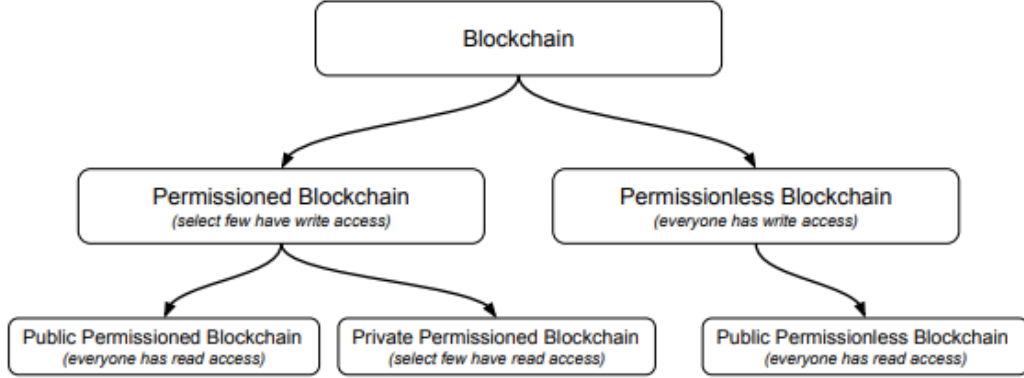 Blockchain
Permissioned Blockchain
(select few have write access)
Permissionless Blockchain
(everyone has write access)
Public Permissioned Blockchain
(everyone has read access)
Private Permissioned Blockchain
(select few have read access)
Public Permissionless Blockchain
(everyone has read access)